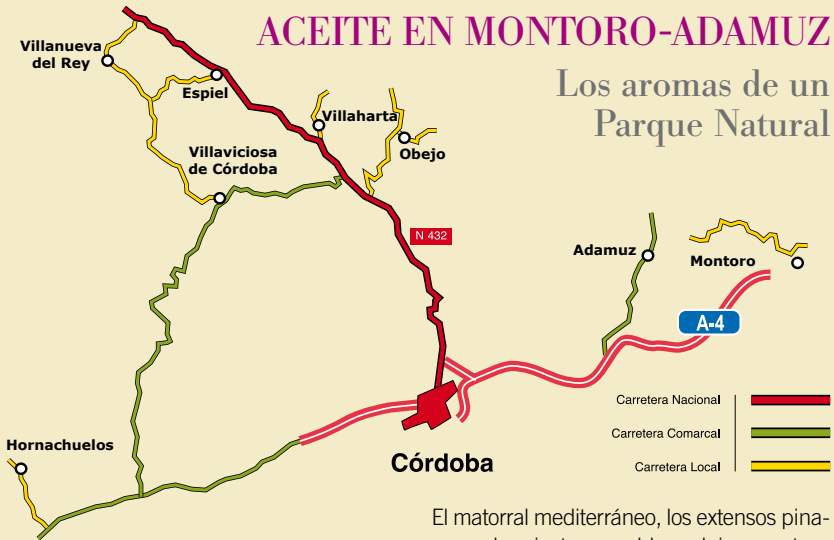 ACEITE EN MONTORO-ADAMUZ
Los aromas de un
Parque Natural
Villanueva
del Rey
Espiel
Villaharta
Obejo
Villaviciosa
de Córdoba
N 432
Adamuz
Montoro
A-4
Carretera Nacional
Carretera Comarcal
Carretera Local
Hornachuelos
Córdoba
El matorral mediterráneo, los extensos pina-